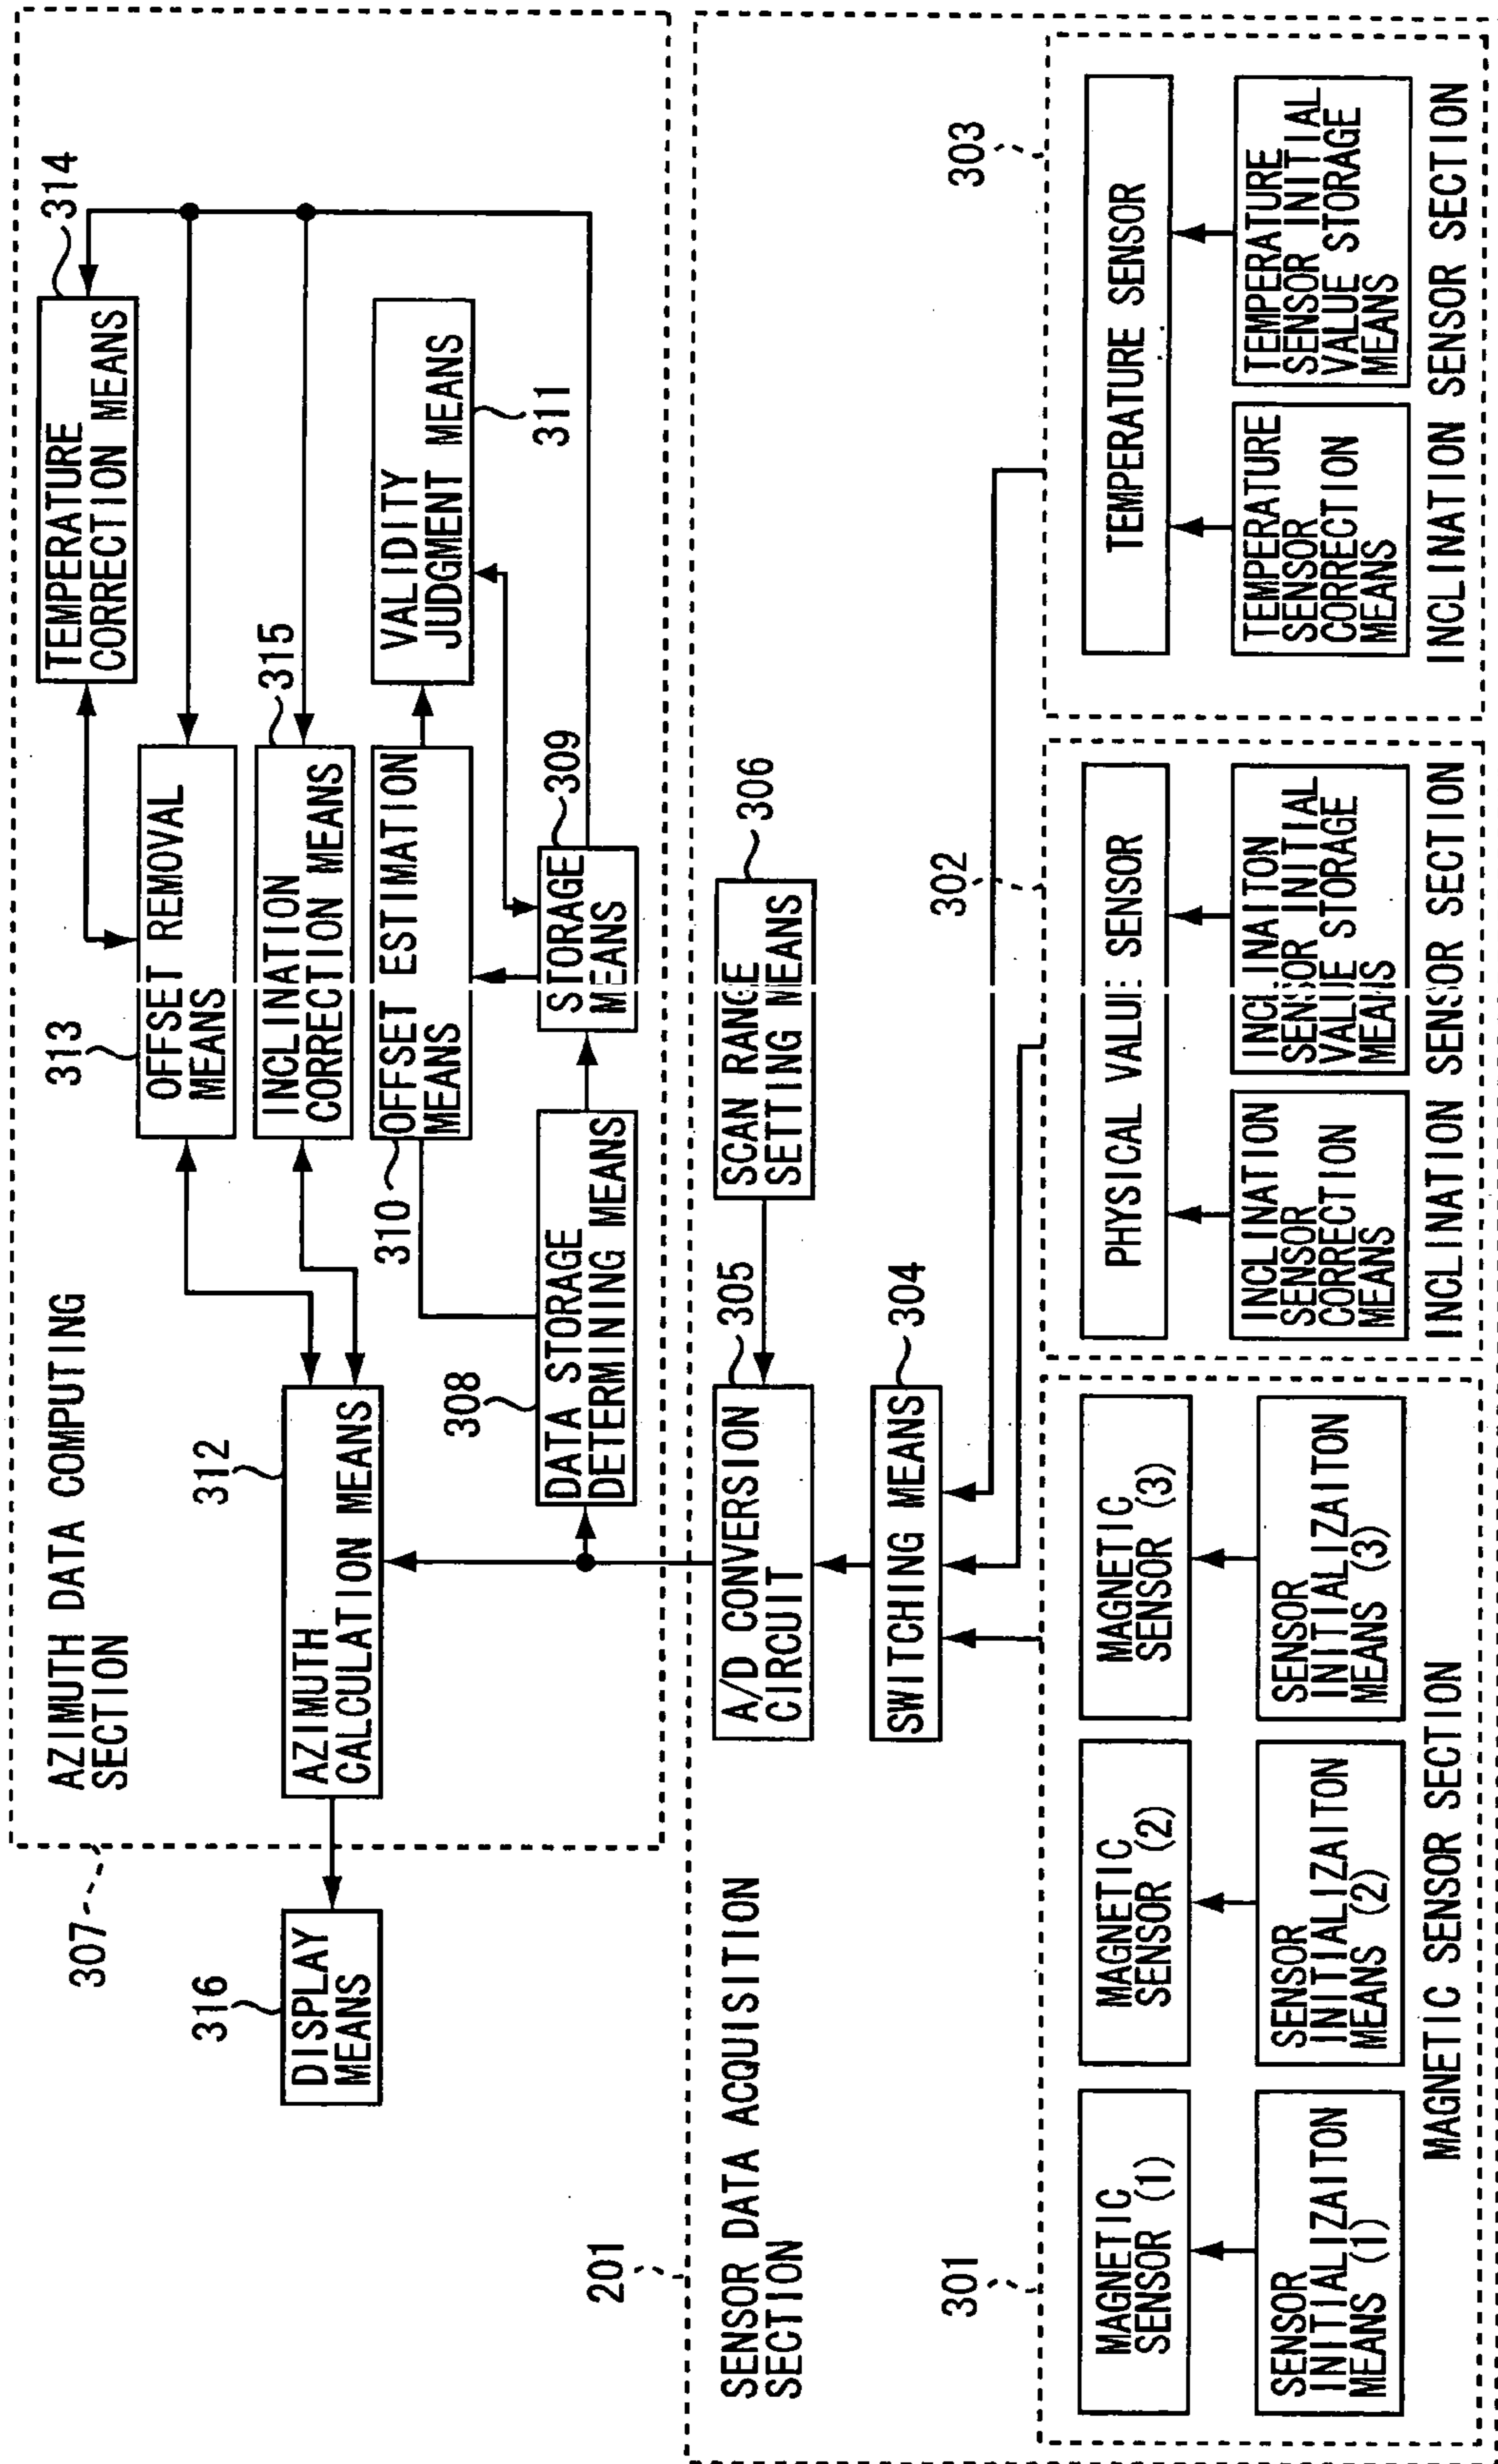 307
AZIMUTH DATA COMPUTING
SECTION
316
DISPLAY
MEANS
312
AZIMUTH
CALCULATION MEANS
313
OFFSET REMOVAL
MEANS
314
TEMPERATURE
CORRECTION MEANS
315
INCLINATION
CORRECTION MEANS
310
OFFSET ESTIMATION
MEANS
VALIDITY
JUDGMENT MEANS
311
308
DATA STORAGE
DETERMINING MEANS
309
STORAGE
MEANS
201
SENSOR DATA ACQUISITION
SECTION
305
A/D CONVERSION
CIRCUIT
306
SCAN RANGE
SETTING MEANS
304
SWITCHING MEANS
301
MAGNETIC
SENSOR (1)
MAGNETIC
SENSOR (2)
MAGNETIC
SENSOR (3)
SENSOR
INITIALIZAITON
MEANS (1)
SENSOR
INITIALIZAITON
MEANS (2)
SENSOR
INITIALIZAITON
MEANS (3)
MAGNETIC SENSOR SECTION
302
PHYSICAL VALUE SENSOR
INCLINATION
SENSOR
CORRECTION
MEANS
INCLINAITON
SENSOR INITIAL
VALUE STORAGE
MEANS
INCLINATION SENSOR SECTION
303
TEMPERATURE SENSOR
TEMPERATURE
SENSOR
CORRECTION
MEANS
TEMPERATURE
SENSOR INITIAL
VALUE STORAGE
MEANS
INCLINATION SENSOR SECTION